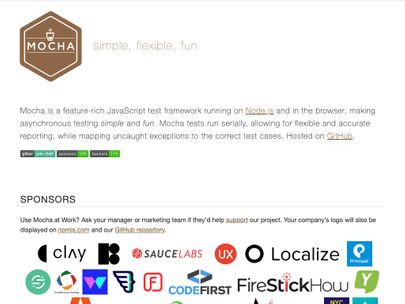 MOCHA
simple, flexible, fun
Mocha is a feature-rich JavaScript test framework running on Node.js and in the browser, making
asynchronous testing simple and fun. Mocha tests run serially, allowing for flexible and accurate
reporting, while mapping uncaught exceptions to the correct test cases. Hosted on GitHub.
gitter join chat sponsors backers
SPONSORS
Use Mocha at Work? Ask your manager or marketing team if they'd help support our project. Your company's logo will also be
displayed on npmjs.com and our GitHub repository.
clay SAUCELABS UX Localize Principal
CODEFIRST FireStickHow
NYC